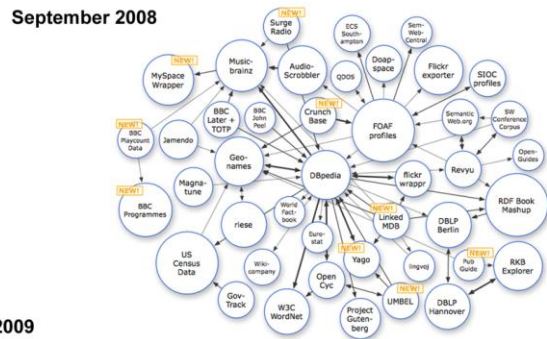 September 2008
NEW!
Surge
Radio
ECS
South-
ampton
Sem-
Web-
Central
NEW!
MySpace
Wrapper
Music-
brainz
Audio-
Scrobbler
QDOS
Doap-
space
Flickr
exporter
SIOC
profiles
NEW!
BBC
Playcount
Data
BBC
Later +
TOTP
BBC
John
Peel
NEW!
Crunch
Base
FOAF
profiles
Semantic
Web.org
SW
Conference
Corpus
Jamendo
Geo-
names
DBpedia
flickr
wrappr
Revyu
Open-
Guides
NEW!
BBC
Programmes
Magna-
tune
World
Fact-
book
NEW!
Linked
MDB
DBLP
Berlin
RDF Book
Mashup
riese
Euro-
stat
NEW!
Yago
lingvoj
NEW!
Pub
Guide
RKB
Explorer
US
Census
Data
Wiki-
company
Open
Cyc
NEW!
UMBEL
DBLP
Hannover
Gov-
Track
W3C
WordNet
Project
Guten-
berg
2009